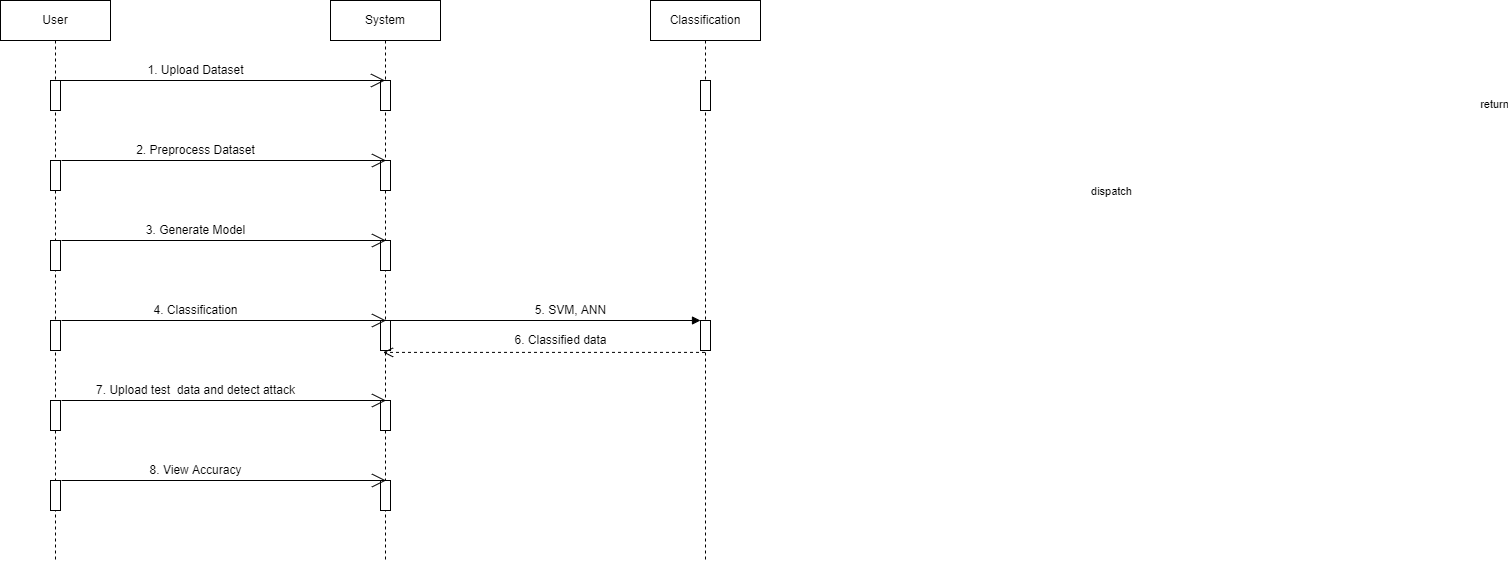 User
System
Classification
1. Upload Dataset
return
2. Preprocess Dataset
dispatch
3. Generate Model
4. Classification
5. SVM, ANN
6. Classified data
7. Upload test  data and detect attack
8. View Accuracy